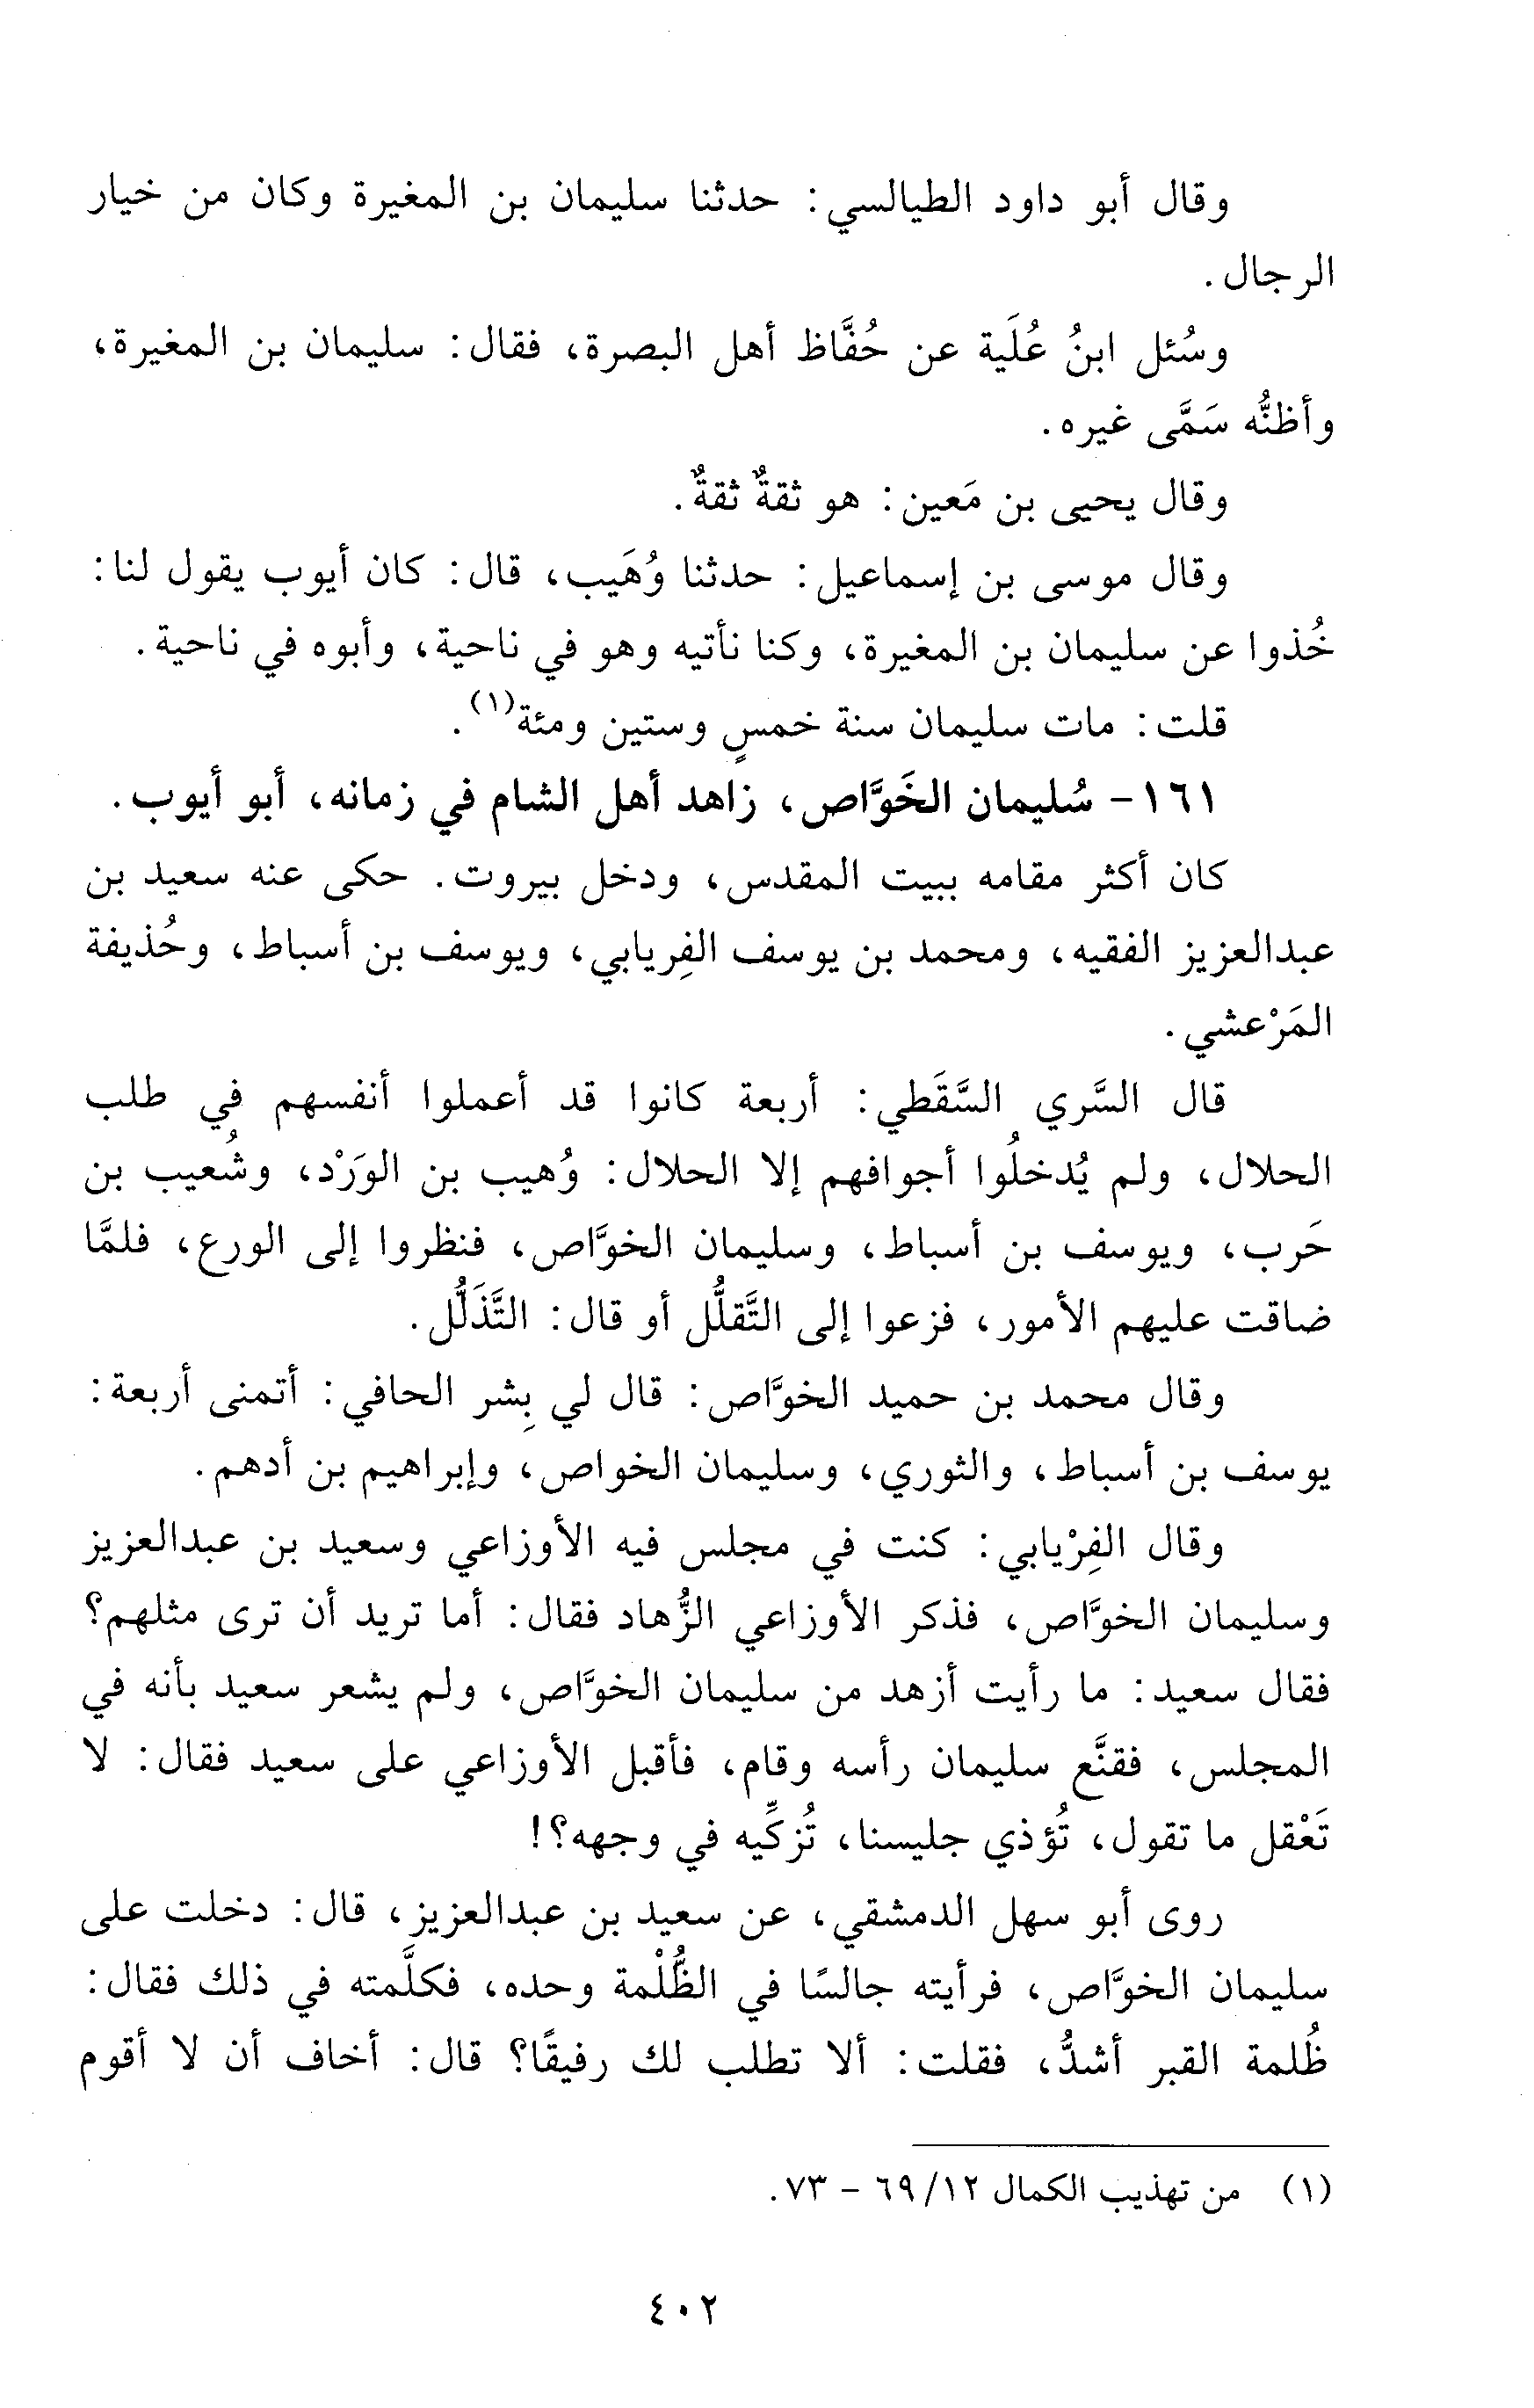 وقال أبو داود الطيالسي: حدثنا سليمان بن المغيرة وكان من خيار
الرجال.
وسُئل ابنُ عُلَية عن حُفَّاظ أهل البصرة، فقال: سليمان بن المغيرة،
وأظنُّه سَمَّى غيره.
وقال يحيى بن مَعين: هو ثقةٌ ثقةٌ.
وقال موسى بن إسماعيل: حدثنا وُهَيب، قال: كان أيوب يقول لنا:
خُذوا عن سليمان بن المغيرة، وكنا نأتيه وهو في ناحية، وأبوه في ناحية.
قلت: مات سليمان سنة خمسٍ وستين ومئة(١).
١٦١- سُليمان الخَوَّاص، زاهد أهل الشام في زمانه، أبو أيوب.
كان أكثر مقامه ببيت المقدس، ودخل بيروت. حكى عنه سعيد بن
عبدالعزيز الفقيه، ومحمد بن يوسف الفِريابي، ويوسف بن أسباط، وحُذيفة
المَرْعشي.
قال السَّري السَّقَطي: أربعة كانوا قد أعملوا أنفسهم في طلب
الحلال، ولم يُدخلُوا أجوافهم إلا الحلال: وُهيب بن الوَرْد، وشُعيب بن
حَرب، ويوسف بن أسباط، وسليمان الخوَّاص، فنظروا إلى الورع، فلمَّا
ضاقت عليهم الأمور، فزعوا إلى التَّقلُّل أو قال: التَّذَلُّل.
وقال محمد بن حميد الخوَّاص: قال لي بِشر الحافي: أتمنى أربعة:
يوسف بن أسباط، والثوري، وسليمان الخواص، وإبراهيم بن أدهم.
وقال الفِرْيابي: كنت في مجلس فيه الأوزاعي وسعيد بن عبدالعزيز
وسليمان الخوَّاص، فذكر الأوزاعي الزُّهاد فقال: أما تريد أن ترى مثلهم؟
فقال سعيد: ما رأيت أزهد من سليمان الخوَّاص، ولم يشعر سعيد بأنه في
المجلس، فقنَّع سليمان رأسه وقام، فأقبل الأوزاعي على سعيد فقال: لا
تَعْقل ما تقول، تُؤذي جليسنا، تُزكِّيه في وجهه؟!
روى أبو سهل الدمشقي، عن سعيد بن عبدالعزيز، قال: دخلت على
سليمان الخوَّاص، فرأيته جالسًا في الظُّلْمة وحده، فكلَّمته في ذلك فقال:
ظُلمة القبر أشدُّ، فقلت: ألا تطلب لك رفيقًا؟ قال: أخاف أن لا أقوم
(١) من تهذيب الكمال ١٢/ ٦٩ - ٧٣.
٤٠٢